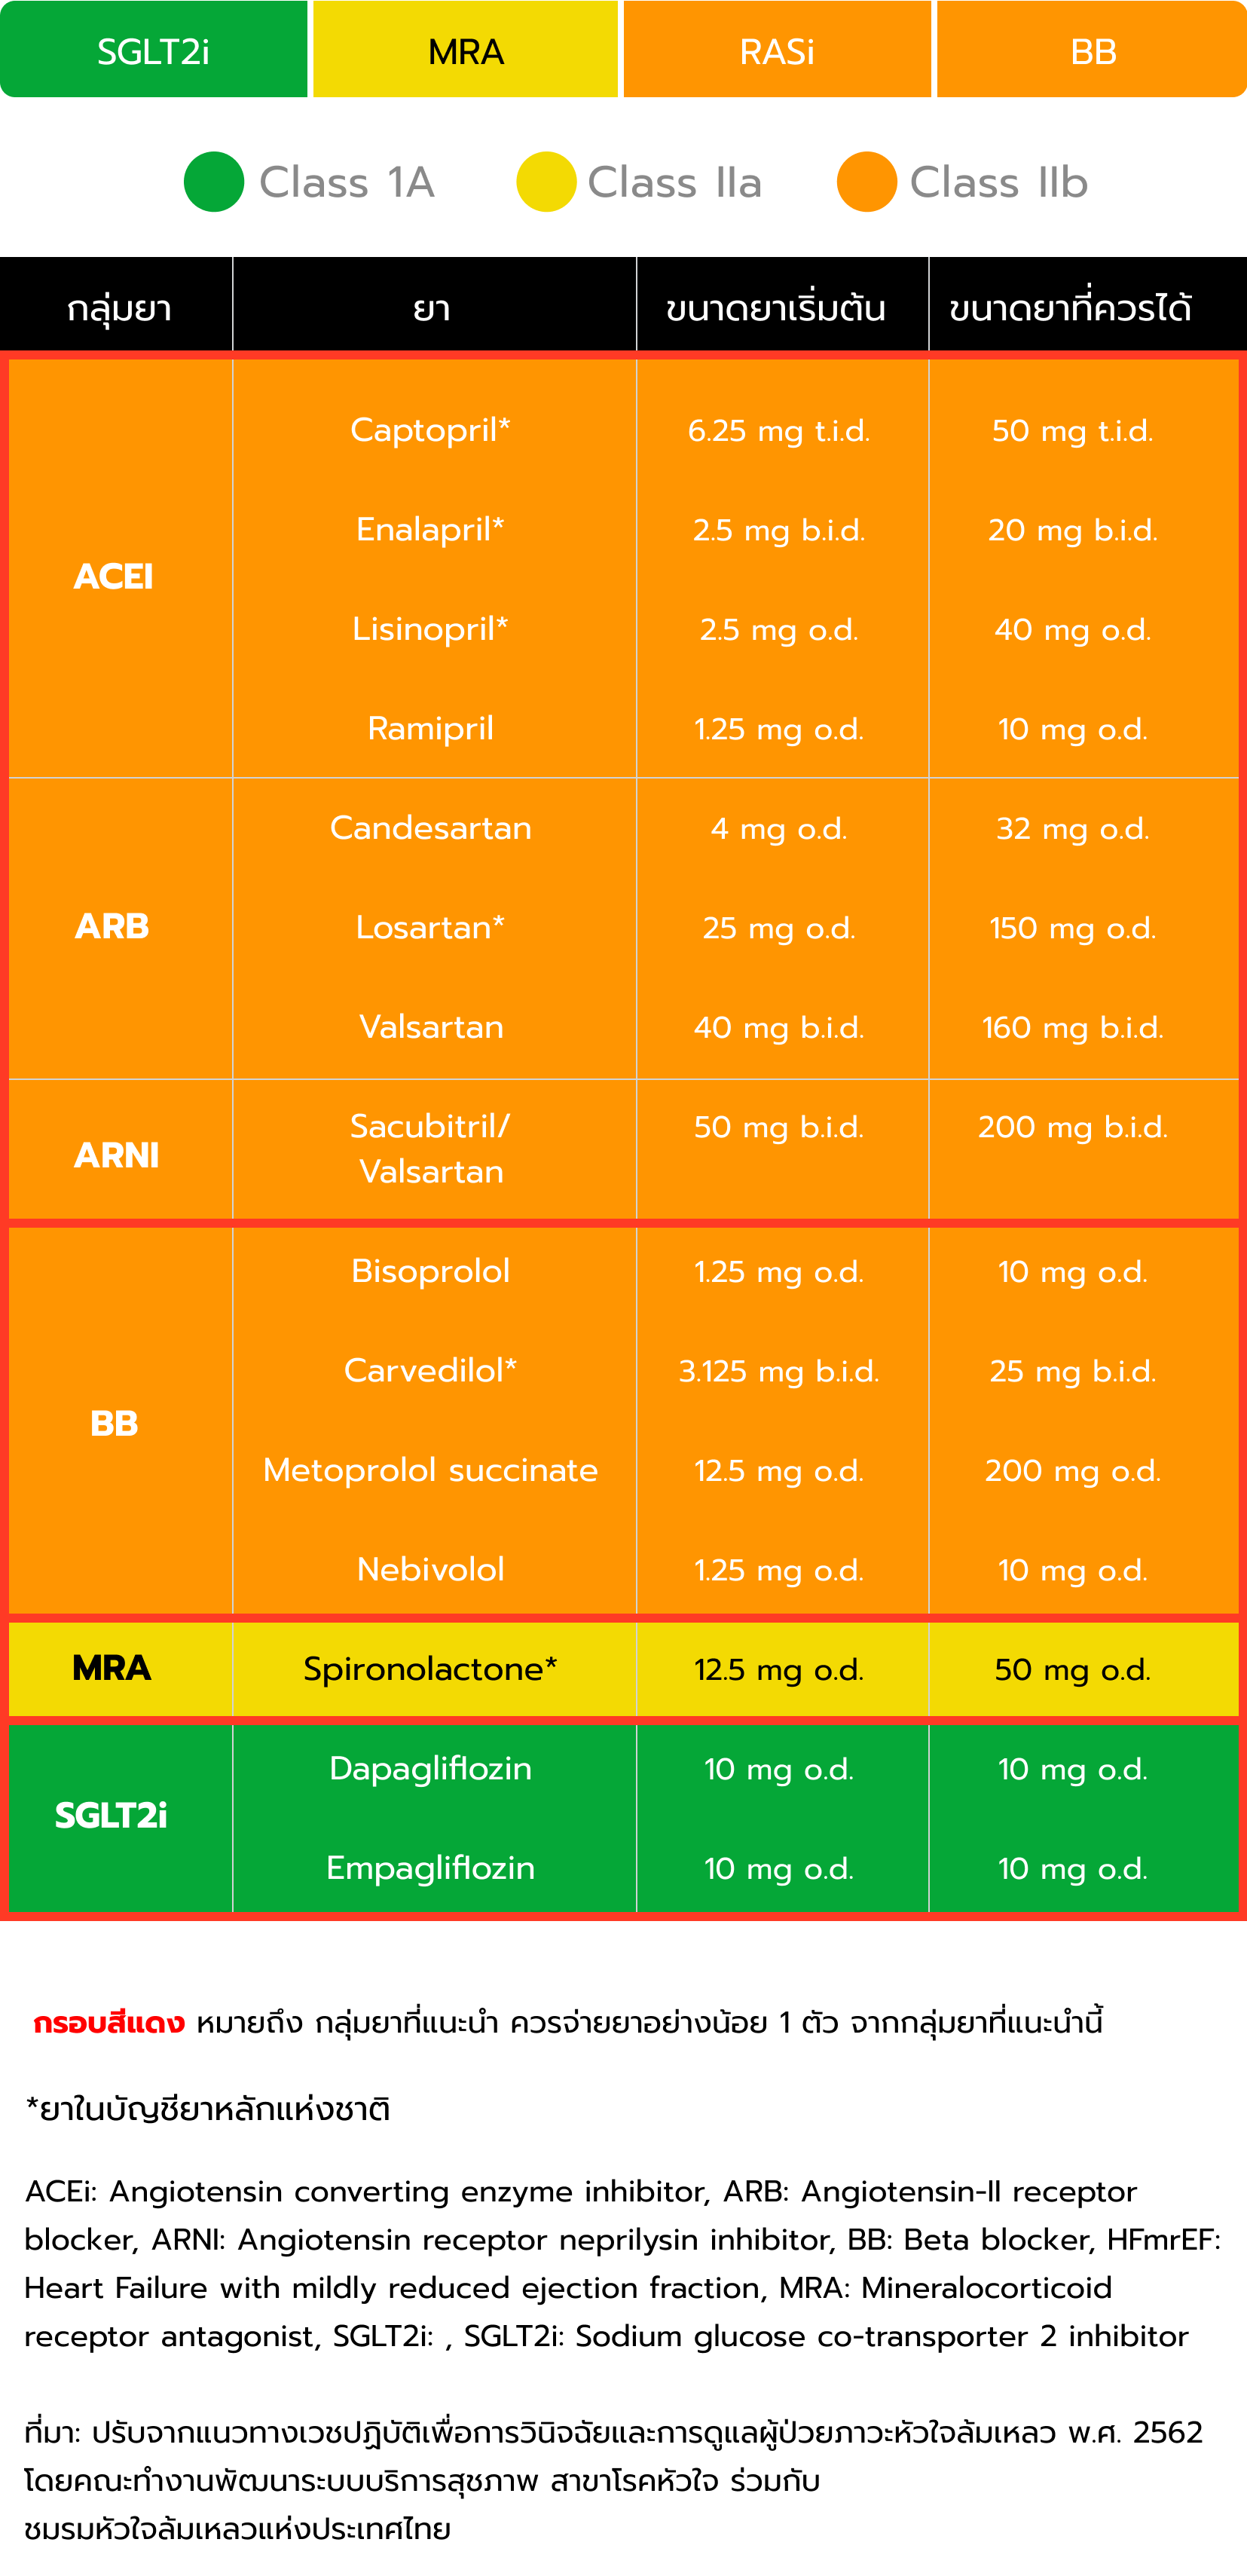 SGLT2i MRA RASi BB
Class 1A Class IIa Class IIb
กลุ่มยา ยา ขนาดยาเริ่มต้น ขนาดยาที่ควรได้
ACEI
Captopril* 6.25 mg t.i.d. 50 mg t.i.d.
Enalapril* 2.5 mg b.i.d. 20 mg b.i.d.
Lisinopril* 2.5 mg o.d. 40 mg o.d.
Ramipril 1.25 mg o.d. 10 mg o.d.
ARB
Candesartan 4 mg o.d. 32 mg o.d.
Losartan* 25 mg o.d. 150 mg o.d.
Valsartan 40 mg b.i.d. 160 mg b.i.d.
ARNI
Sacubitril/ 50 mg b.i.d. 200 mg b.i.d.
Valsartan
BB
Bisoprolol 1.25 mg o.d. 10 mg o.d.
Carvedilol* 3.125 mg b.i.d. 25 mg b.i.d.
Metoprolol succinate 12.5 mg o.d. 200 mg o.d.
Nebivolol 1.25 mg o.d. 10 mg o.d.
MRA Spironolactone* 12.5 mg o.d. 50 mg o.d.
SGLT2i
Dapagliflozin 10 mg o.d. 10 mg o.d.
Empagliflozin 10 mg o.d. 10 mg o.d.
กรอบสีแดง หมายถึง กลุ่มยาที่แนะนำ ควรจ่ายยาอย่างน้อย 1 ตัว จากกลุ่มยาที่แนะนำนี้
*ยาในบัญชียาหลักแห่งชาติ
ACEi: Angiotensin converting enzyme inhibitor, ARB: Angiotensin-II receptor
blocker, ARNI: Angiotensin receptor neprilysin inhibitor, BB: Beta blocker, HFmrEF:
Heart Failure with mildly reduced ejection fraction, MRA: Mineralocorticoid
receptor antagonist, SGLT2i: , SGLT2i: Sodium glucose co-transporter 2 inhibitor
ที่มา: ปรับจากแนวทางเวชปฏิบัติเพื่อการวินิจฉัยและการดูแลผู้ป่วยภาวะหัวใจล้มเหลว พ.ศ. 2562
โดยคณะทำงานพัฒนาระบบบริการสุขภาพ สาขาโรคหัวใจ ร่วมกับ
ชมรมหัวใจล้มเหลวแห่งประเทศไทย